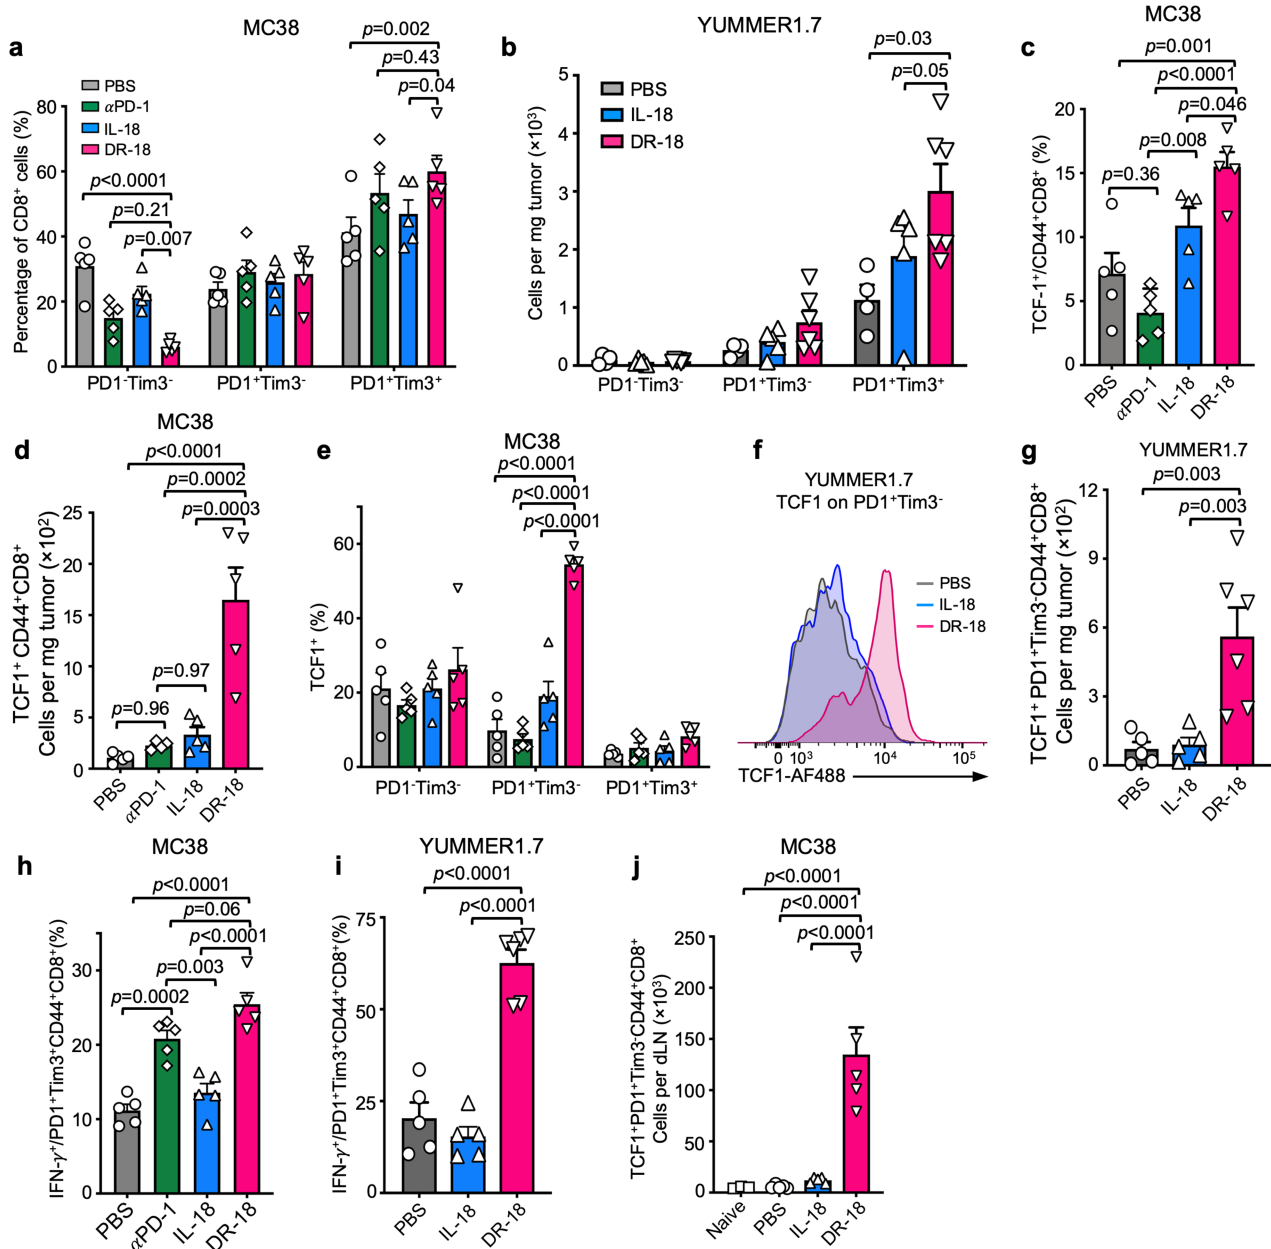 a
MC38
PBS
αPD-1
IL-18
DR-18
p=0.002
p=0.43
p=0.04
p<0.0001
p=0.21
p=0.007
Percentage of CD8⁺ cells (%)
80
60
40
20
0
PD1⁻Tim3⁻
PD1⁺Tim3⁻
PD1⁺Tim3⁺
b
YUMMER1.7
PBS
IL-18
DR-18
p=0.03
p=0.05
Cells per mg tumor (×10³)
5
4
3
2
1
0
PD1⁻Tim3⁻
PD1⁺Tim3⁻
PD1⁺Tim3⁺
c
MC38
p=0.001
p<0.0001
p=0.046
p=0.008
p=0.36
TCF-1⁺/CD44⁺CD8⁺ (%)
20
15
10
5
0
PBS
αPD-1
IL-18
DR-18
d
MC38
p<0.0001
p=0.0002
p=0.0003
p=0.97
p=0.96
TCF1⁺ CD44⁺CD8⁺
Cells per mg tumor (×10²)
25
20
15
10
5
0
PBS
αPD-1
IL-18
DR-18
e
MC38
p<0.0001
p<0.0001
p<0.0001
TCF1⁺ (%)
60
40
20
0
PD1⁻Tim3⁻
PD1⁺Tim3⁻
PD1⁺Tim3⁺
f
YUMMER1.7
TCF1 on PD1⁺Tim3⁻
PBS
IL-18
DR-18
0 10³ 10⁴ 10⁵
TCF1-AF488
g
YUMMER1.7
p=0.003
p=0.003
TCF1⁺ PD1⁺Tim3⁻CD44⁺CD8⁺
Cells per mg tumor (×10²)
12
9
6
3
0
PBS
IL-18
DR-18
h
MC38
p<0.0001
p=0.06
p<0.0001
p=0.003
p=0.0002
IFN-γ⁺/PD1⁺Tim3⁺CD44⁺CD8⁺(%)
30
20
10
0
PBS
αPD-1
IL-18
DR-18
i
YUMMER1.7
p<0.0001
p<0.0001
IFN-γ⁺/PD1⁺Tim3⁺CD44⁺CD8⁺(%)
75
50
25
0
PBS
IL-18
DR-18
j
MC38
p<0.0001
p<0.0001
p<0.0001
TCF1⁺PD1⁺Tim3⁻CD44⁺CD8⁺
Cells per dLN (×10³)
250
200
150
100
50
0
Naive
PBS
IL-18
DR-18